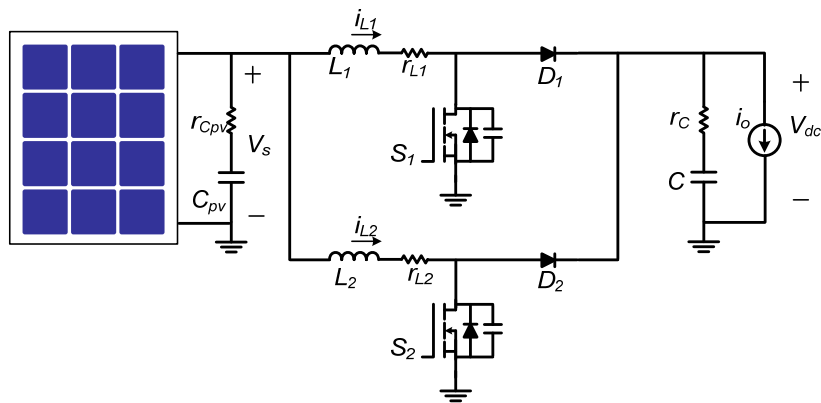 i_L1
+
L_1
r_L1
D_1
r_Cpv
V_s
C_pv
−
S_1
r_C
C
i_o
+
V_dc
−
i_L2
L_2
r_L2
D_2
S_2